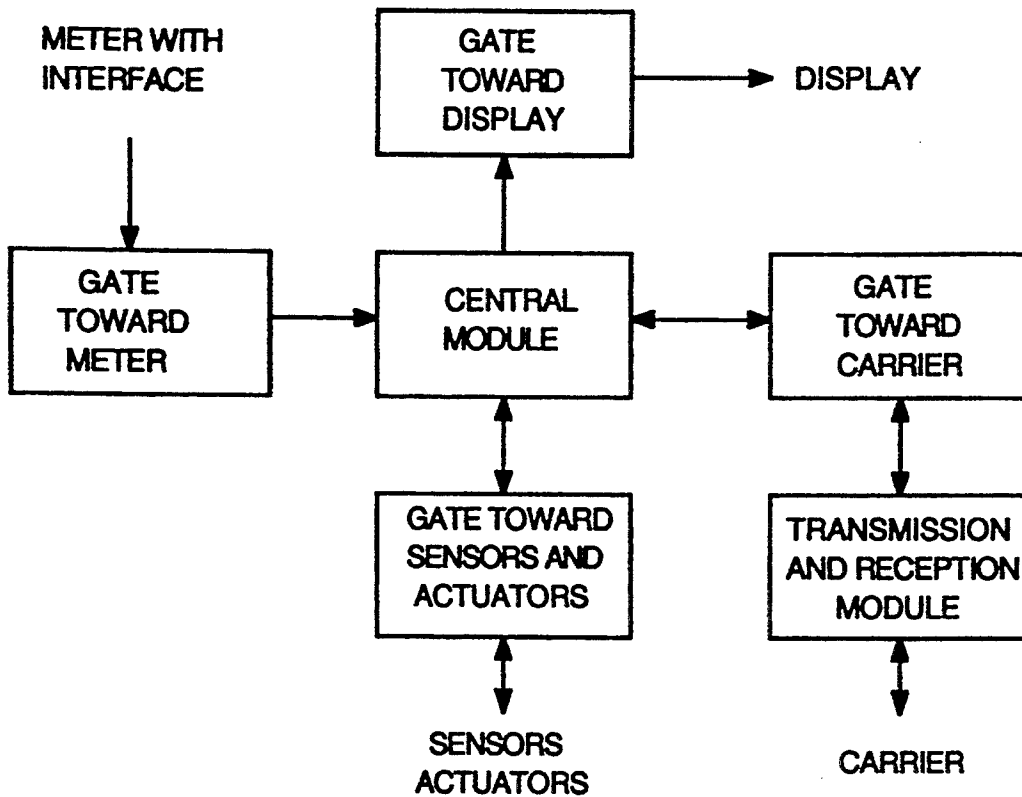 METER WITH
INTERFACE
GATE
TOWARD
DISPLAY
DISPLAY
GATE
TOWARD
METER
CENTRAL
MODULE
GATE
TOWARD
CARRIER
GATE TOWARD
SENSORS AND
ACTUATORS
TRANSMISSION
AND RECEPTION
MODULE
SENSORS
ACTUATORS
CARRIER